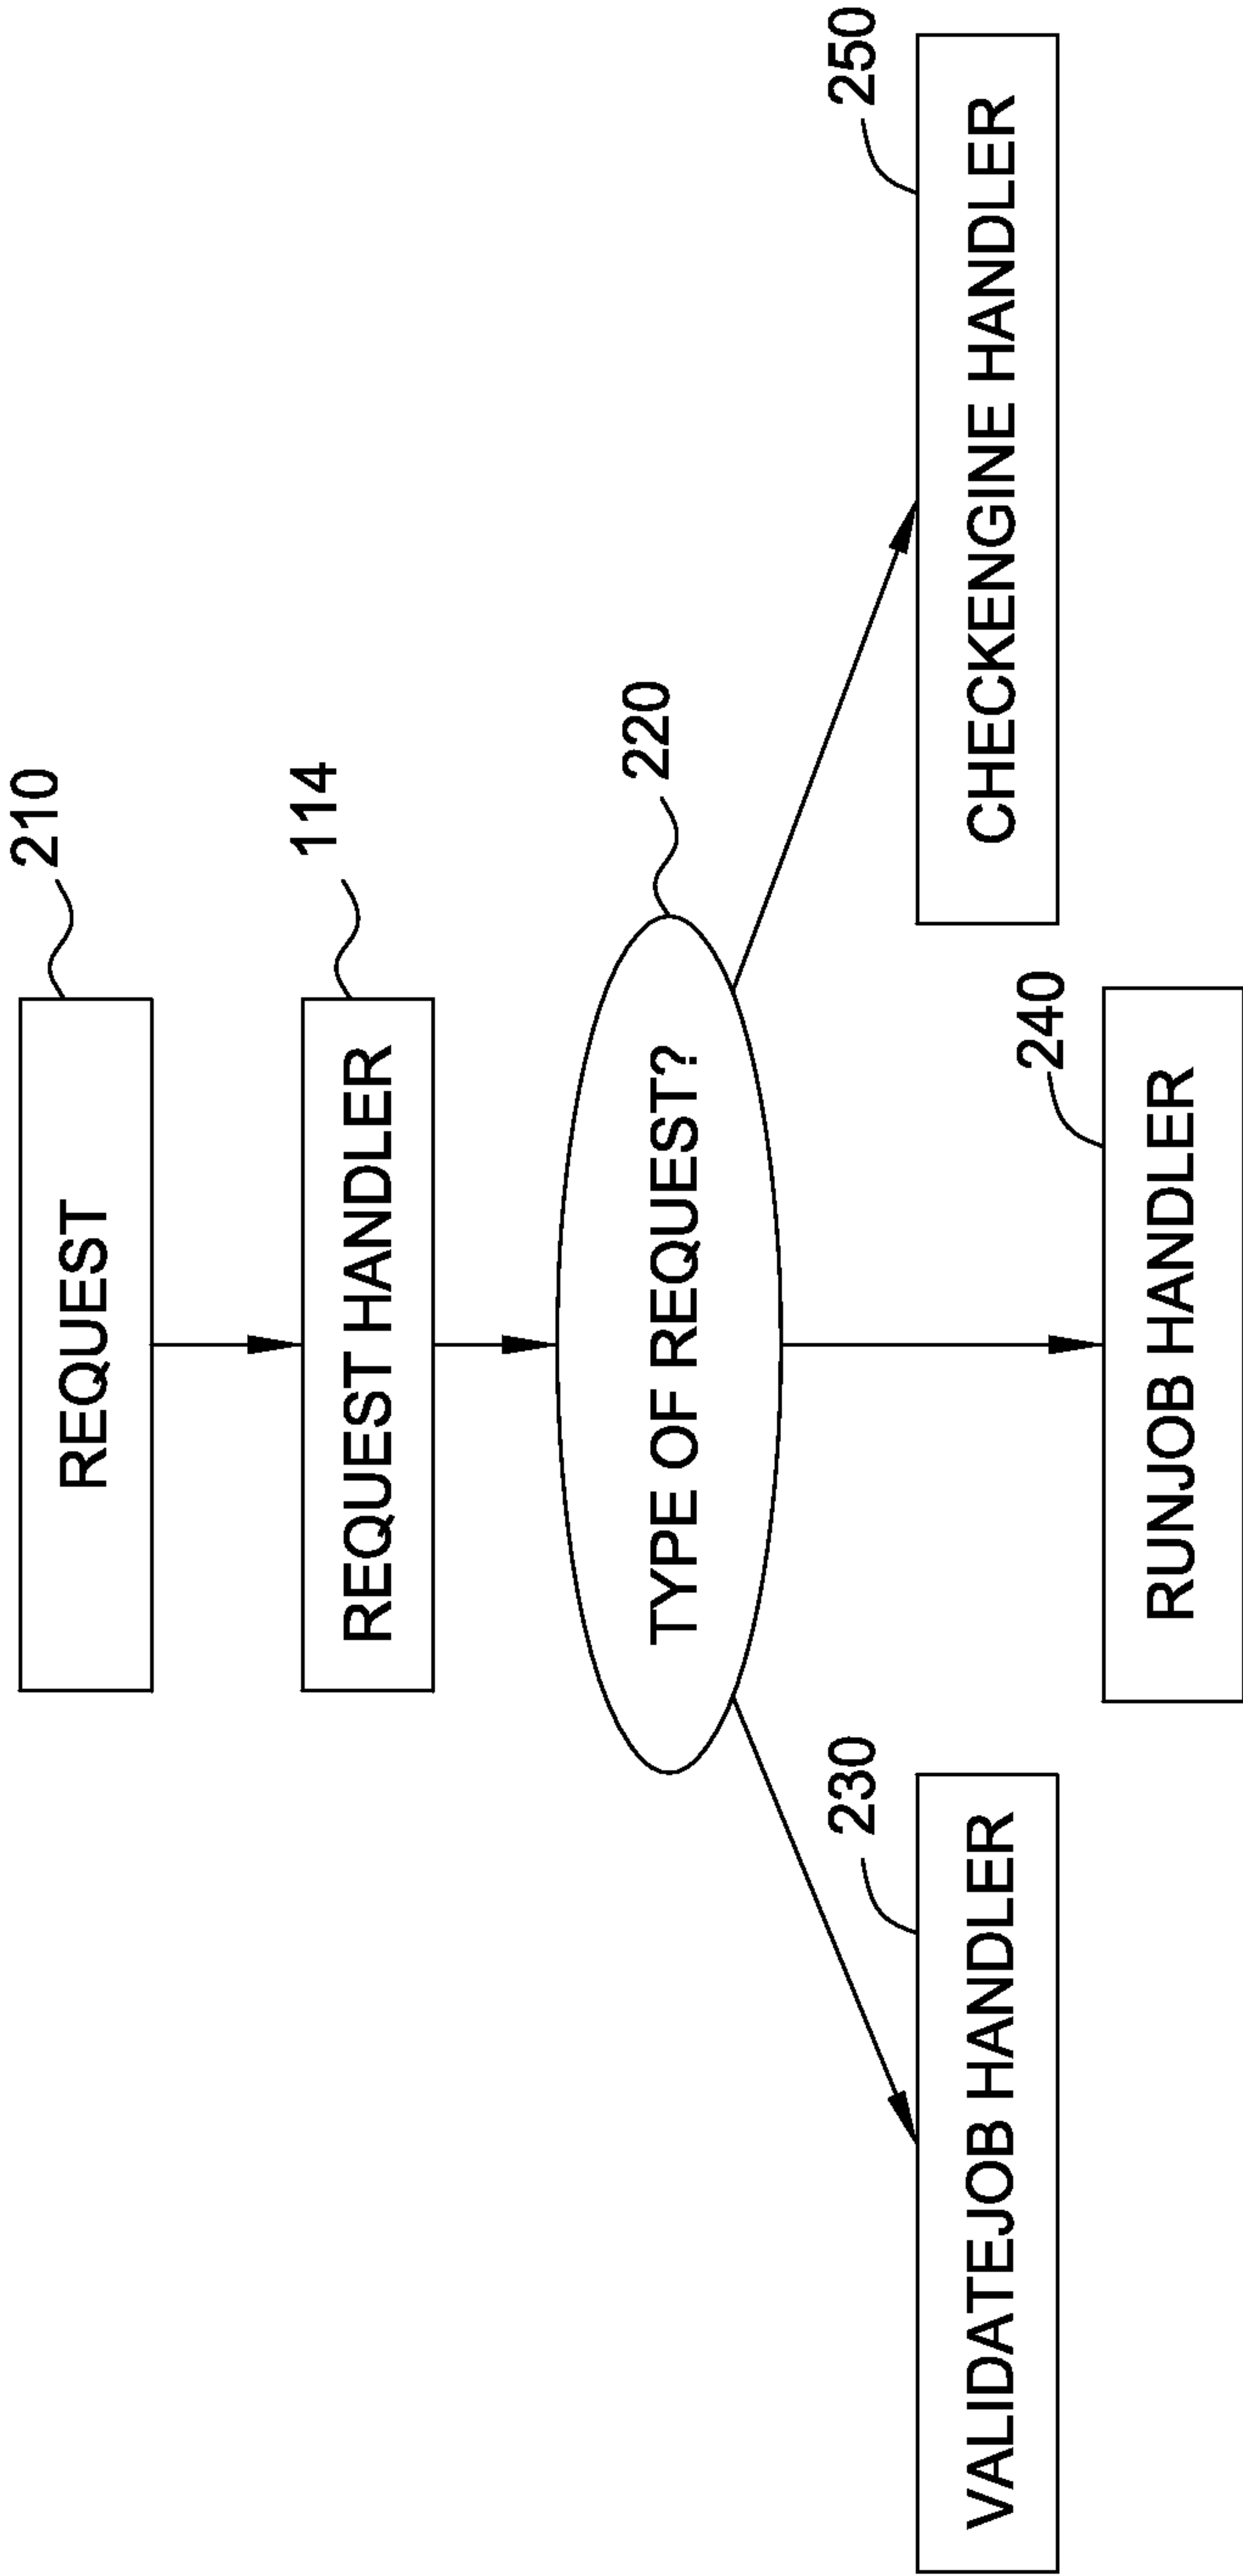 210
REQUEST
114
REQUEST HANDLER
220
TYPE OF REQUEST?
230
VALIDATEJOB HANDLER
240
RUNJOB HANDLER
250
CHECKENGINE HANDLER